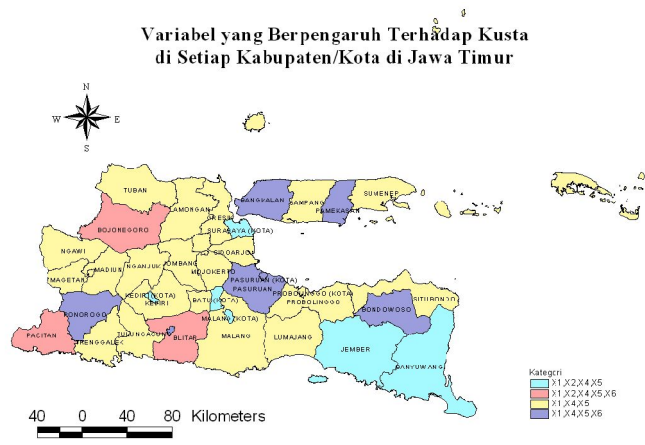 Variabel yang Berpengaruh Terhadap Kusta
di Setiap Kabupaten/Kota di Jawa Timur
N
W
E
S
TUBAN
LAMONGAN
GRESI
BANGKALAN
SAMPANG
PAMEKASAN
SUMENEP
BOJONEGORO
SURABAYA (KOTA)
NGAWI
SIDOARJO
MADIUN
NGANJUK
JOMBANG
MOJOKERTO
MAGETAN
PASURUAN (KOTA)
PASURUAN
KEDIRI (KOTA)
KEDIRI
BATU (KOTA)
PROBOLINGGO (KOTA)
PROBOLINGGO
SITUBONDO
PONOROGO
MALANG (KOTA)
BONDOWOSO
PACITAN
TRENGGALEK
TULUNGAGUNG
BLITAR
MALANG
LUMAJANG
JEMBER
BANYUWANGI
Kategori
X1,X2,X4,X5
X1,X2,X4,X5,X6
X1,X4,X5
X1,X4,X5,X6
40 0 40 80 Kilometers